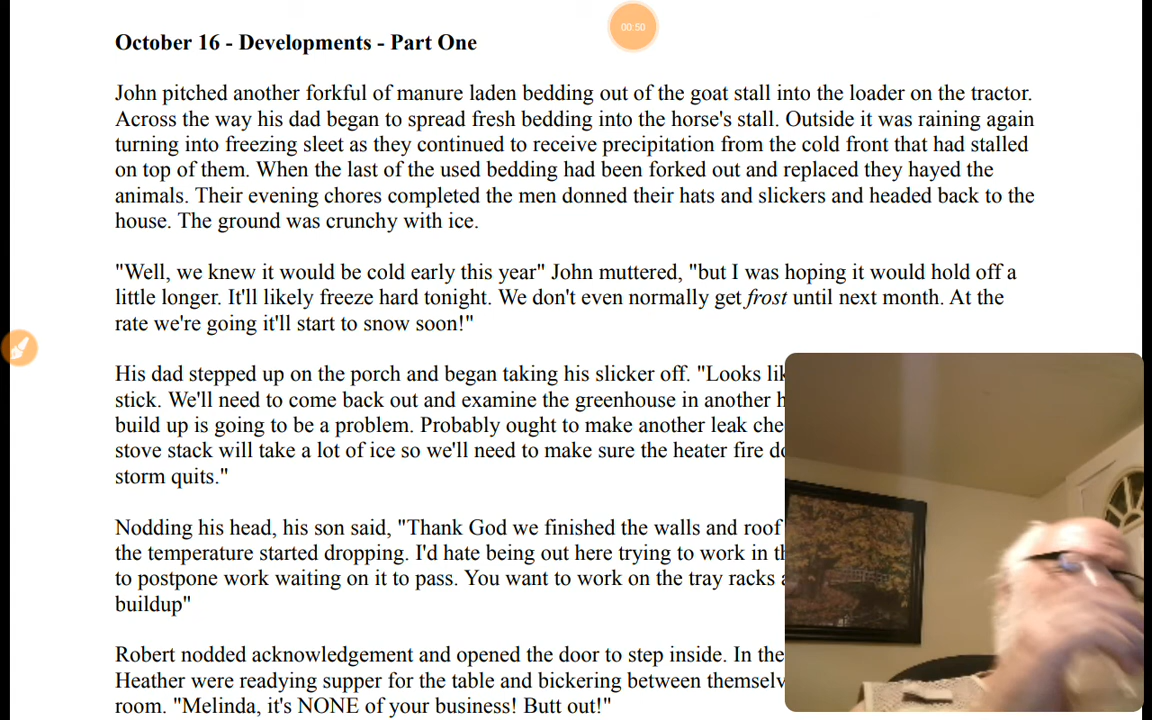 00:50
October 16 - Developments - Part One
John pitched another forkful of manure laden bedding out of the goat stall into the loader on the tractor.
Across the way his dad began to spread fresh bedding into the horse's stall. Outside it was raining again
turning into freezing sleet as they continued to receive precipitation from the cold front that had stalled
on top of them. When the last of the used bedding had been forked out and replaced they hayed the
animals. Their evening chores completed the men donned their hats and slickers and headed back to the
house. The ground was crunchy with ice.
"Well, we knew it would be cold early this year" John muttered, "but I was hoping it would hold off a
little longer. It'll likely freeze hard tonight. We don't even normally get frost until next month. At the
rate we're going it'll start to snow soon!"
His dad stepped up on the porch and began taking his slicker off. "Looks
stick. We'll need to come back out and examine the greenhouse in another
build up is going to be a problem. Probably ought to make another leak
stove stack will take a lot of ice so we'll need to make sure the heater fire
storm quits."
Nodding his head, his son said, "Thank God we finished the walls and roof
the temperature started dropping. I'd hate being out here trying to work in
to postpone work waiting on it to pass. You want to work on the tray racks
buildup"
Robert nodded acknowledgement and opened the door to step inside. In the
Heather were readying supper for the table and bickering between
room. "Melinda, it's NONE of your business! Butt out!"